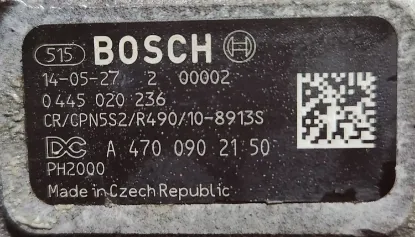 515 BOSCH
14-05-27 2 00002
0 445 020 236
CR/CPN5S2/R490/10-8913S
DC A 470 090 21 50
PH2000
Made in Czech Republic